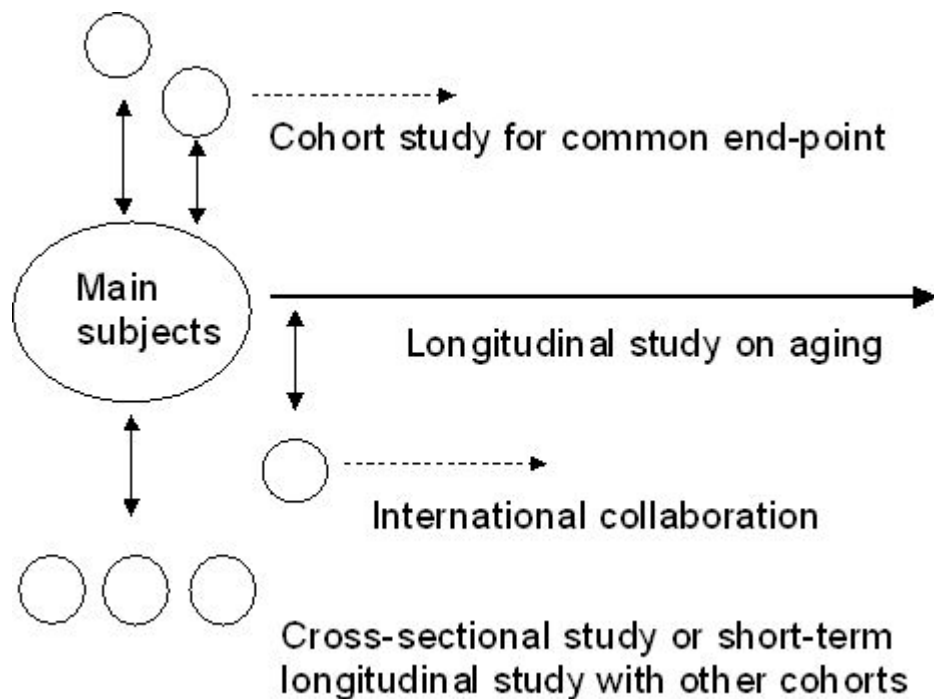 Cohort study for common end-point
Main
subjects
Longitudinal study on aging
International collaboration
Cross-sectional study or short-term
longitudinal study with other cohorts